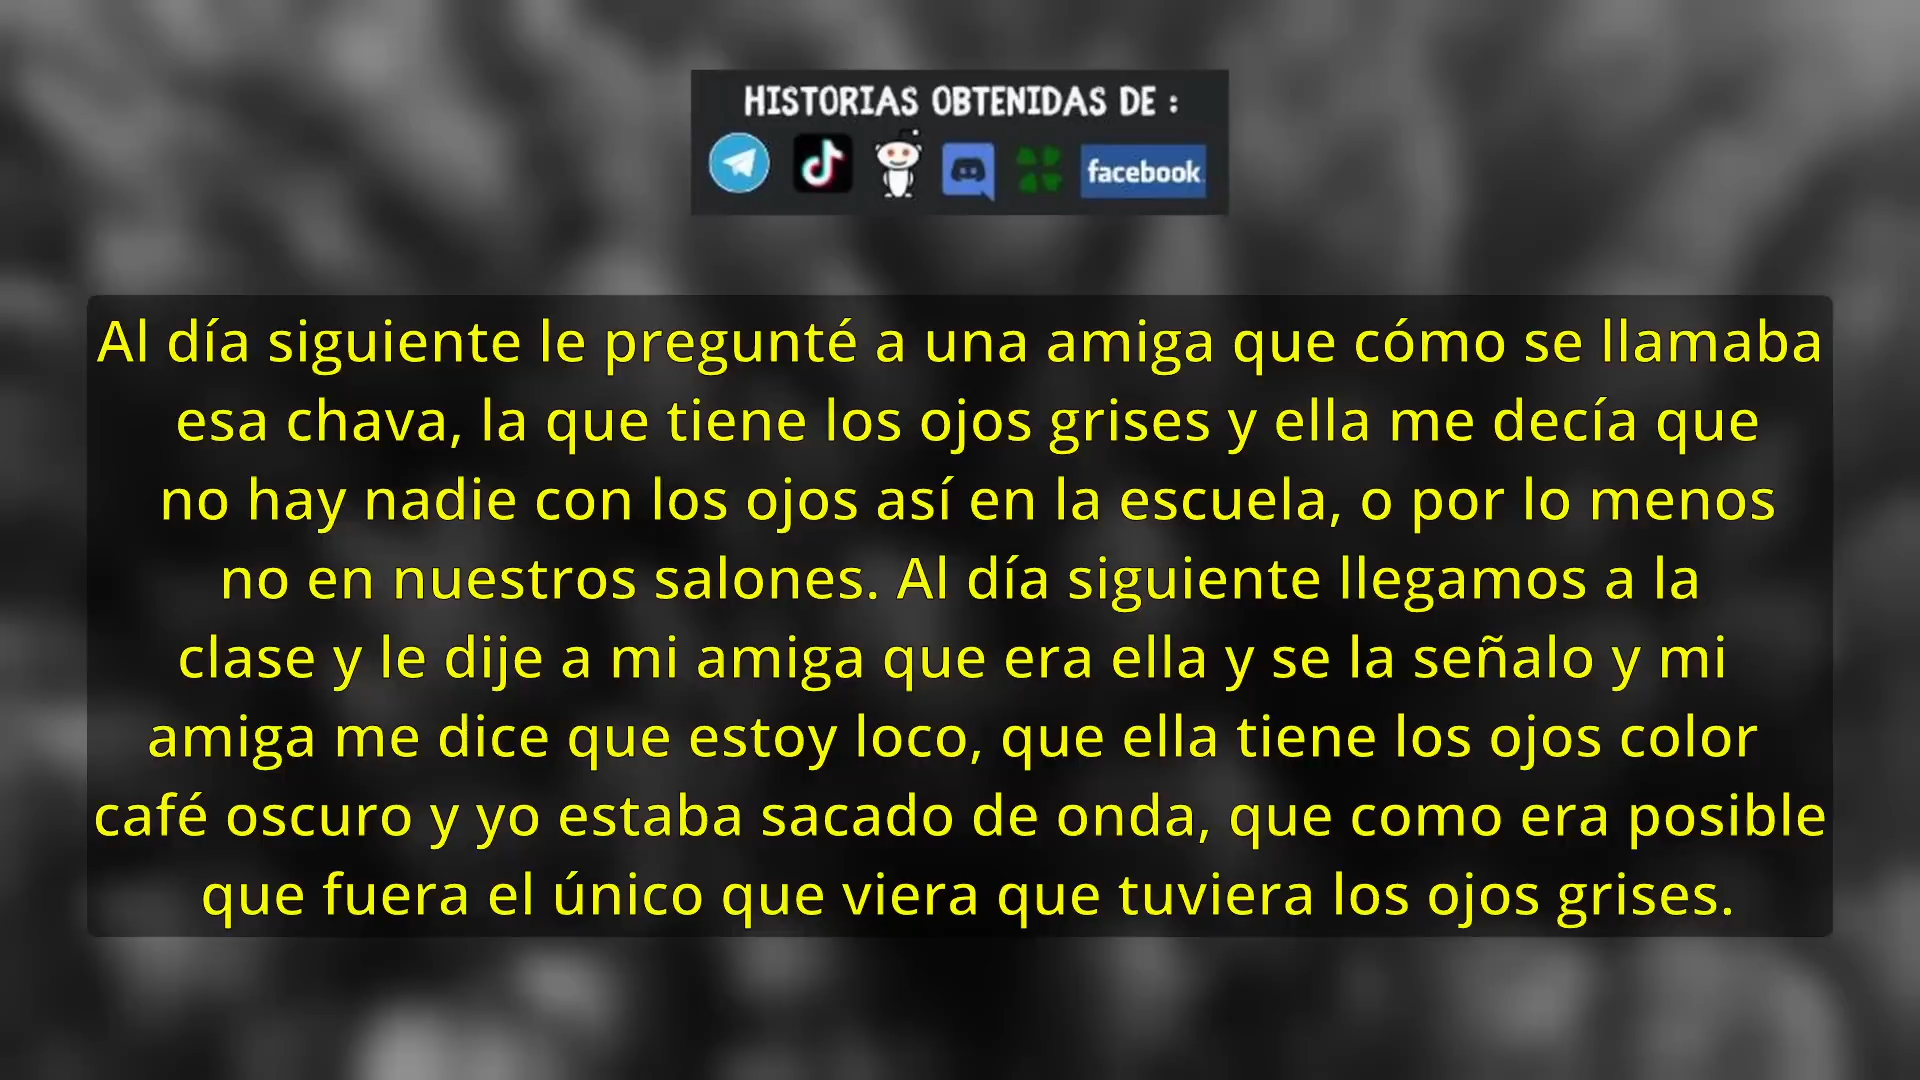 HISTORIAS OBTENIDAS DE :
facebook
Al día siguiente le pregunté a una amiga que cómo se llamaba
esa chava, la que tiene los ojos grises y ella me decía que
no hay nadie con los ojos así en la escuela, o por lo menos
no en nuestros salones. Al día siguiente llegamos a la
clase y le dije a mi amiga que era ella y se la señalo y mi
amiga me dice que estoy loco, que ella tiene los ojos color
café oscuro y yo estaba sacado de onda, que como era posible
que fuera el único que viera que tuviera los ojos grises.